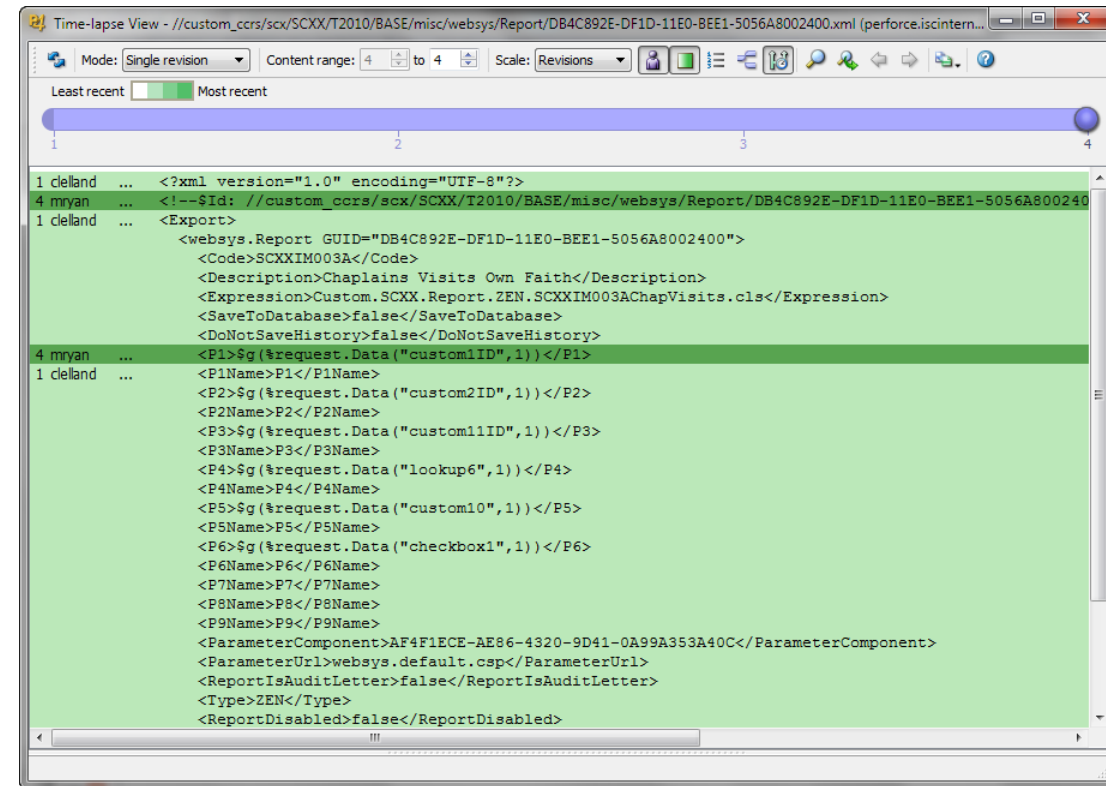 Time-lapse View - //custom_ccrs/scx/SCXX/T2010/BASE/misc/websys/Report/DB4C892E-DF1D-11E0-BEE1-5056A8002400.xml (perforce.iscintern...
Mode: Single revision Content range: 4 to 4 Scale: Revisions
Least recent Most recent
1 2 3 4
1 clelland ... <?xml version="1.0" encoding="UTF-8"?>
4 mryan ... <!--$Id: //custom_ccrs/scx/SCXX/T2010/BASE/misc/websys/Report/DB4C892E-DF1D-11E0-BEE1-5056A800240
1 clelland ... <Export>
<websys.Report GUID="DB4C892E-DF1D-11E0-BEE1-5056A8002400">
<Code>SCXXIM003A</Code>
<Description>Chaplains Visits Own Faith</Description>
<Expression>Custom.SCXX.Report.ZEN.SCXXIM003AChapVisits.cls</Expression>
<SaveToDatabase>false</SaveToDatabase>
<DoNotSaveHistory>false</DoNotSaveHistory>
4 mryan ... <P1>$g(%request.Data("custom1ID",1))</P1>
1 clelland ... <P1Name>P1</P1Name>
<P2>$g(%request.Data("custom2ID",1))</P2>
<P2Name>P2</P2Name>
<P3>$g(%request.Data("custom11ID",1))</P3>
<P3Name>P3</P3Name>
<P4>$g(%request.Data("lookup6",1))</P4>
<P4Name>P4</P4Name>
<P5>$g(%request.Data("custom10",1))</P5>
<P5Name>P5</P5Name>
<P6>$g(%request.Data("checkbox1",1))</P6>
<P6Name>P6</P6Name>
<P7Name>P7</P7Name>
<P8Name>P8</P8Name>
<P9Name>P9</P9Name>
<ParameterComponent>AF4F1ECE-AE86-4320-9D41-0A99A353A40C</ParameterComponent>
<ParameterUrl>websys.default.csp</ParameterUrl>
<ReportIsAuditLetter>false</ReportIsAuditLetter>
<Type>ZEN</Type>
<ReportDisabled>false</ReportDisabled>